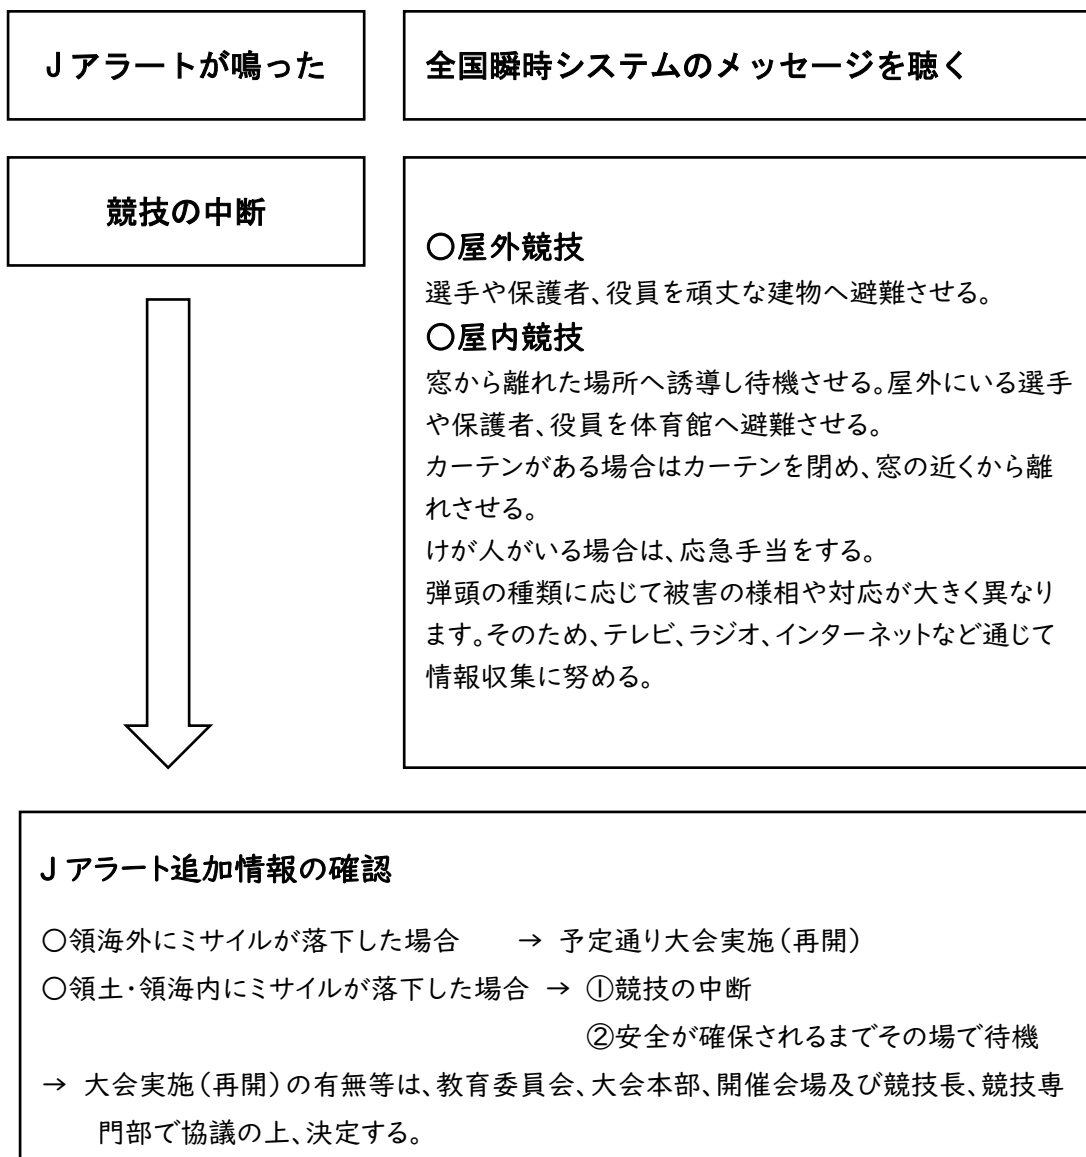 Jアラートが鳴った
全国瞬時システムのメッセージを聴く
競技の中断
〇屋外競技
選手や保護者、役員を頑丈な建物へ避難させる。
〇屋内競技
窓から離れた場所へ誘導し待機させる。屋外にいる選手
や保護者、役員を体育館へ避難させる。
カーテンがある場合はカーテンを閉め、窓の近くから離
れさせる。
けが人がいる場合は、応急手当をする。
弾頭の種類に応じて被害の様相や対応が大きく異なり
ます。そのため、テレビ、ラジオ、インターネットなど通じて
情報収集に努める。
Jアラート追加情報の確認
〇領海外にミサイルが落下した場合　　→ 予定通り大会実施（再開）
〇領土・領海内にミサイルが落下した場合 → ①競技の中断
②安全が確保されるまでその場で待機
→ 大会実施（再開）の有無等は、教育委員会、大会本部、開催会場及び競技長、競技専
門部で協議の上、決定する。